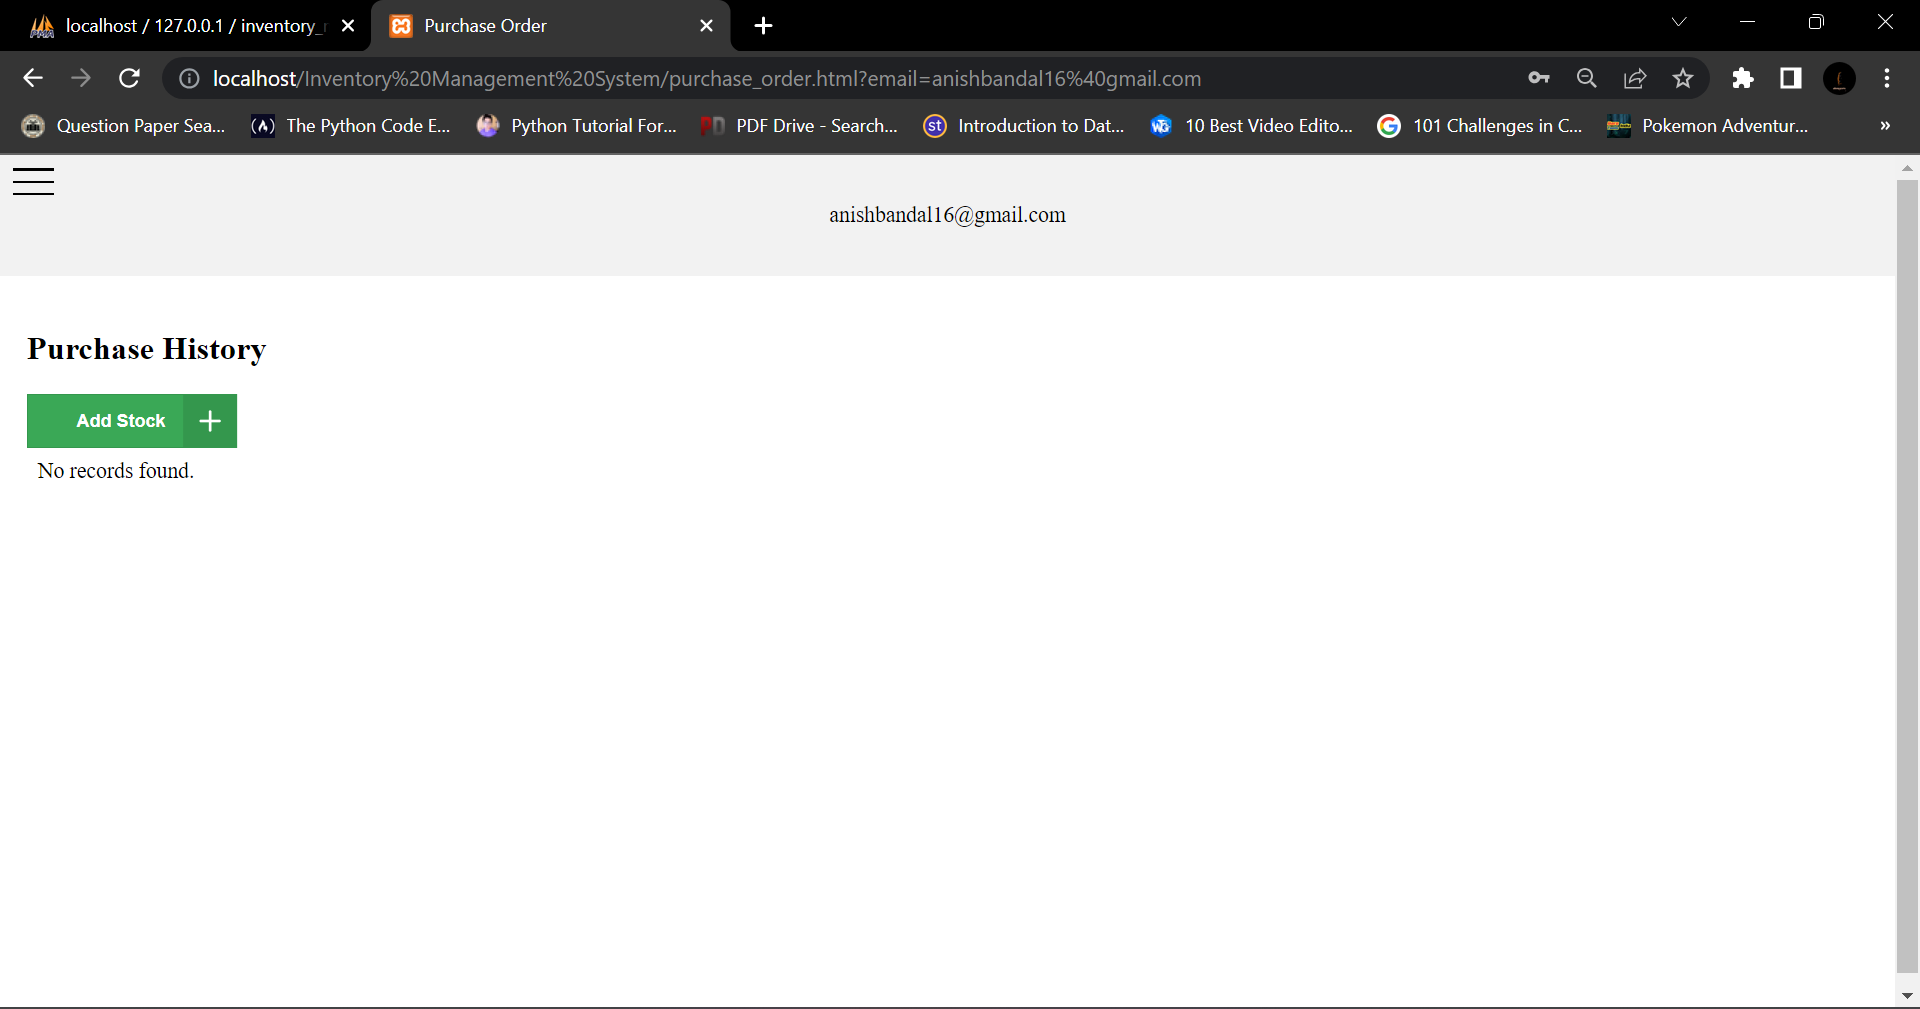 localhost / 127.0.0.1 / inventory_
Purchase Order
localhost/Inventory%20Management%20System/purchase_order.html?email=anishbandal16%40gmail.com
Question Paper Sea...
The Python Code E...
Python Tutorial For...
PDF Drive - Search...
Introduction to Dat...
10 Best Video Edito...
101 Challenges in C...
Pokemon Adventur...
anishbandal16@gmail.com
Purchase History
Add Stock
No records found.